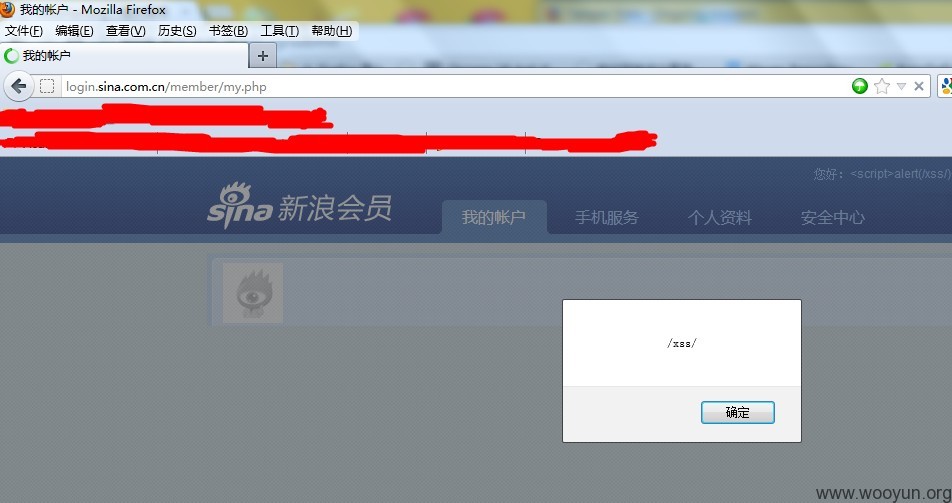 我的帐户 - Mozilla Firefox
文件(F) 编辑(E) 查看(V) 历史(S) 书签(B) 工具(T) 帮助(H)
我的帐户
login.sina.com.cn/member/my.php
您好：<script>alert(/xss/)
sina 新浪会员 我的帐户 手机服务 个人资料 安全中心
/xss/
确定
www.wooyun.org